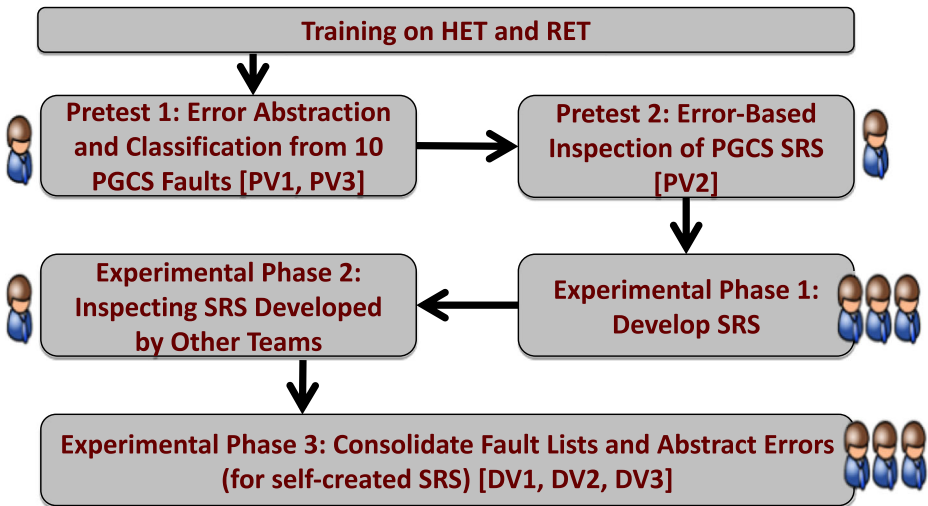 Training on HET and RET
Pretest 1: Error Abstraction
and Classification from 10
PGCS Faults [PV1, PV3]
Pretest 2: Error-Based
Inspection of PGCS SRS
[PV2]
Experimental Phase 1:
Develop SRS
Experimental Phase 2:
Inspecting SRS Developed
by Other Teams
Experimental Phase 3: Consolidate Fault Lists and Abstract Errors
(for self-created SRS) [DV1, DV2, DV3]